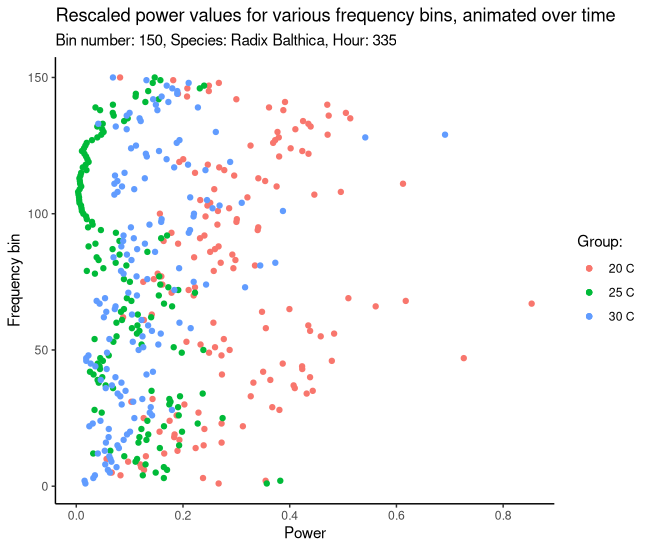 Rescaled power values for various frequency bins, animated over time
Bin number: 150, Species: Radix Balthica, Hour: 335
150
100
50
0
Frequency bin
0.0 0.2 0.4 0.6 0.8
Power
Group:
20 C
25 C
30 C